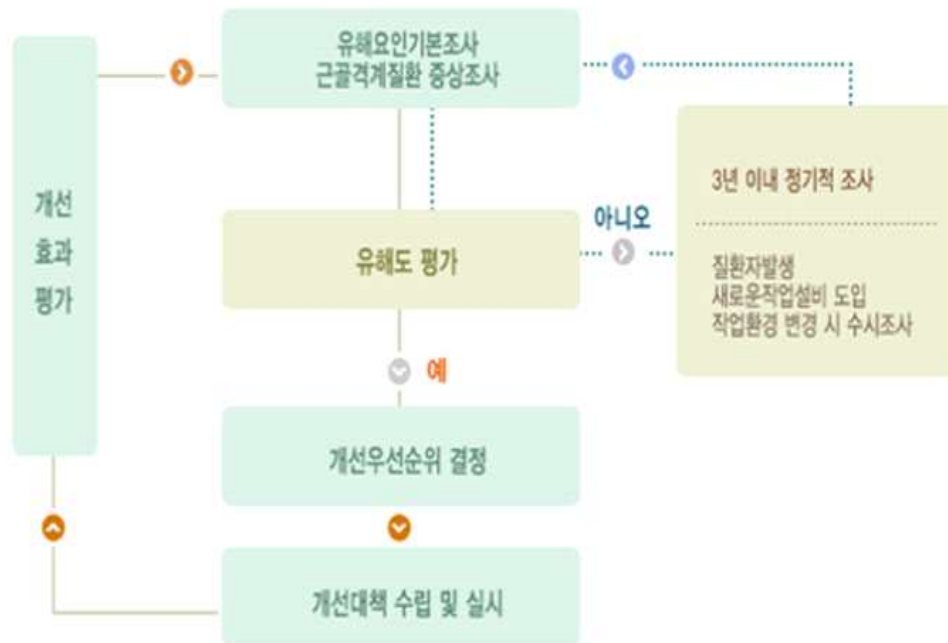 유해요인기본조사
근골격계질환 증상조사
3년 이내 정기적 조사
개선
효과
평가
아니오
유해도 평가
질환자발생
새로운작업설비 도입
작업환경 변경 시 수시조사
예
개선우선순위 결정
개선대책 수립 및 실시